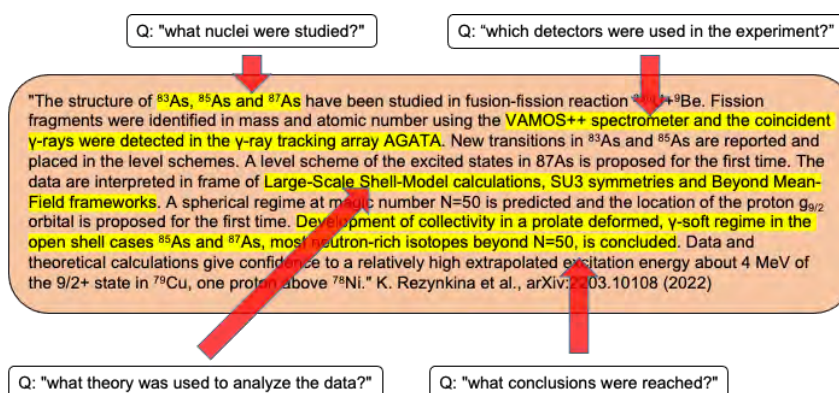 Q: "what nuclei were studied?"
Q: “which detectors were used in the experiment?”
"The structure of ⁸³As, ⁸⁵As and ⁸⁷As have been studied in fusion-fission reaction +⁹Be. Fission
fragments were identified in mass and atomic number using the VAMOS++ spectrometer and the coincident
γ-rays were detected in the γ-ray tracking array AGATA. New transitions in ⁸³As and ⁸⁵As are reported and
placed in the level schemes. A level scheme of the excited states in 87As is proposed for the first time. The
data are interpreted in frame of Large-Scale Shell-Model calculations, SU3 symmetries and Beyond Mean-
Field frameworks. A spherical regime at magic number N=50 is predicted and the location of the proton g₉/₂
orbital is proposed for the first time. Development of collectivity in a prolate deformed, γ-soft regime in the
open shell cases ⁸⁵As and ⁸⁷As, most neutron-rich isotopes beyond N=50, is concluded. Data and
theoretical calculations give confidence to a relatively high extrapolated excitation energy about 4 MeV of
the 9/2+ state in ⁷⁹Cu, one proton above ⁷⁸Ni." K. Rezynkina et al., arXiv:2203.10108 (2022)
Q: "what theory was used to analyze the data?"
Q: "what conclusions were reached?"